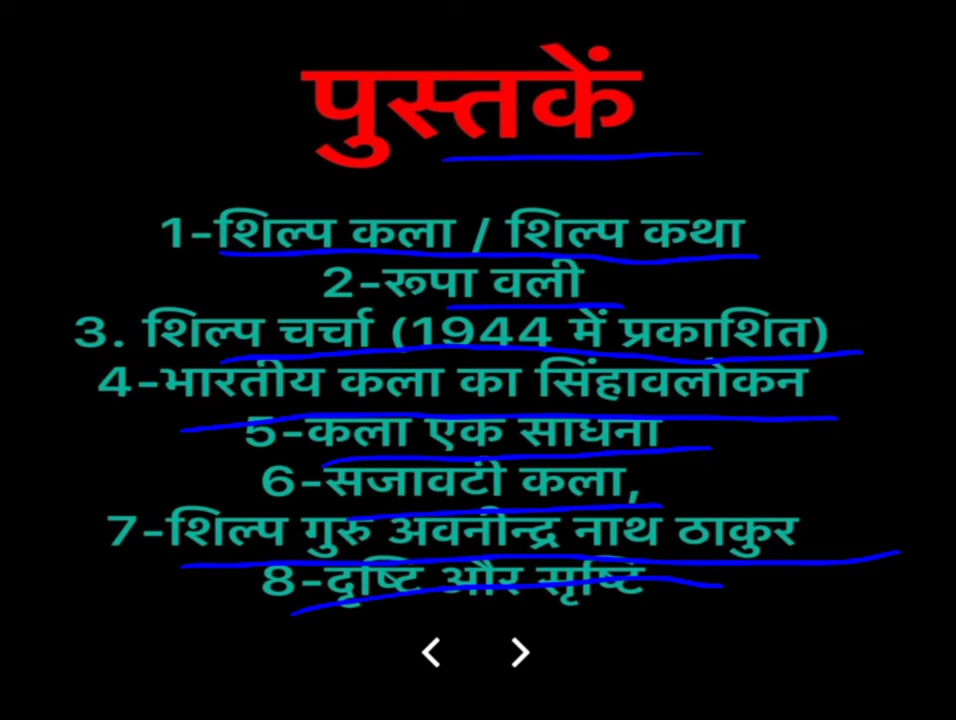 पुस्तकें
1-शिल्प कला / शिल्प कथा
2-रूपा वली
3. शिल्प चर्चा (1944 में प्रकाशित)
4-भारतीय कला का सिंहावलोकन
5-कला एक साधना
6-सजावटी कला,
7-शिल्प गुरु अवनीन्द्र नाथ ठाकुर
8-दृष्टि और सृष्टि